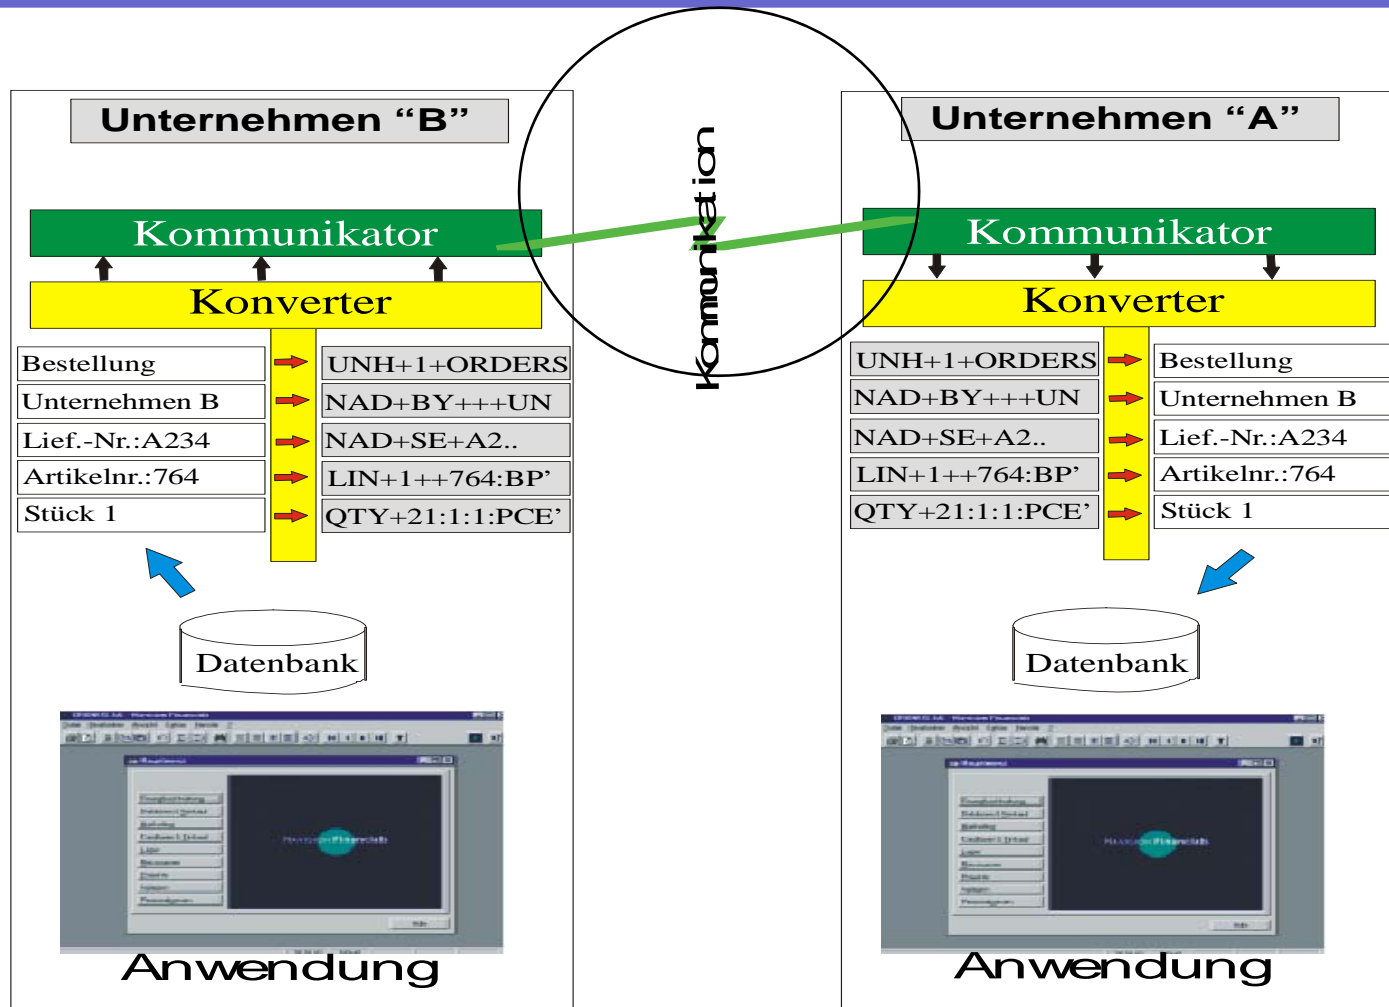 Unternehmen “B”
Kommunikator
Konverter
Bestellung
UNH+1+ORDERS
Unternehmen B
NAD+BY+++UN
Lief.-Nr.:A234
NAD+SE+A2..
Artikelnr.:764
LIN+1++764:BP’
Stück 1
QTY+21:1:1:PCE’
Datenbank
Anwendung
Kommunikation
Unternehmen “A”
Kommunikator
Konverter
UNH+1+ORDERS
Bestellung
NAD+BY+++UN
Unternehmen B
NAD+SE+A2..
Lief.-Nr.:A234
LIN+1++764:BP’
Artikelnr.:764
QTY+21:1:1:PCE’
Stück 1
Datenbank
Anwendung